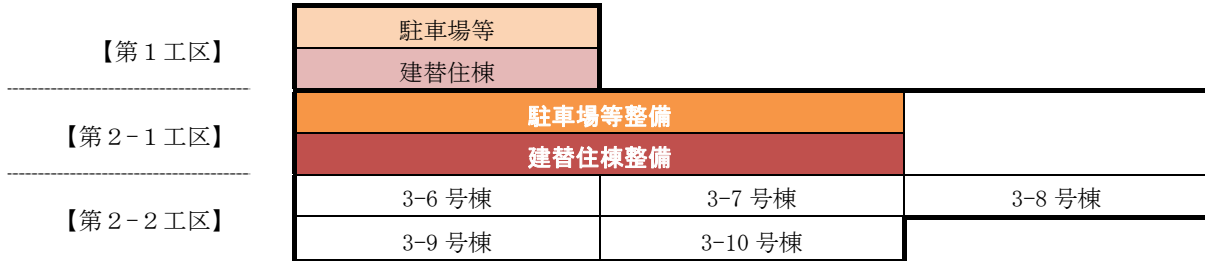 【第１工区】
駐車場等
建替住棟
【第２-１工区】
駐車場等整備
建替住棟整備
【第２-２工区】
3-6 号棟
3-7 号棟
3-8 号棟
3-9 号棟
3-10 号棟